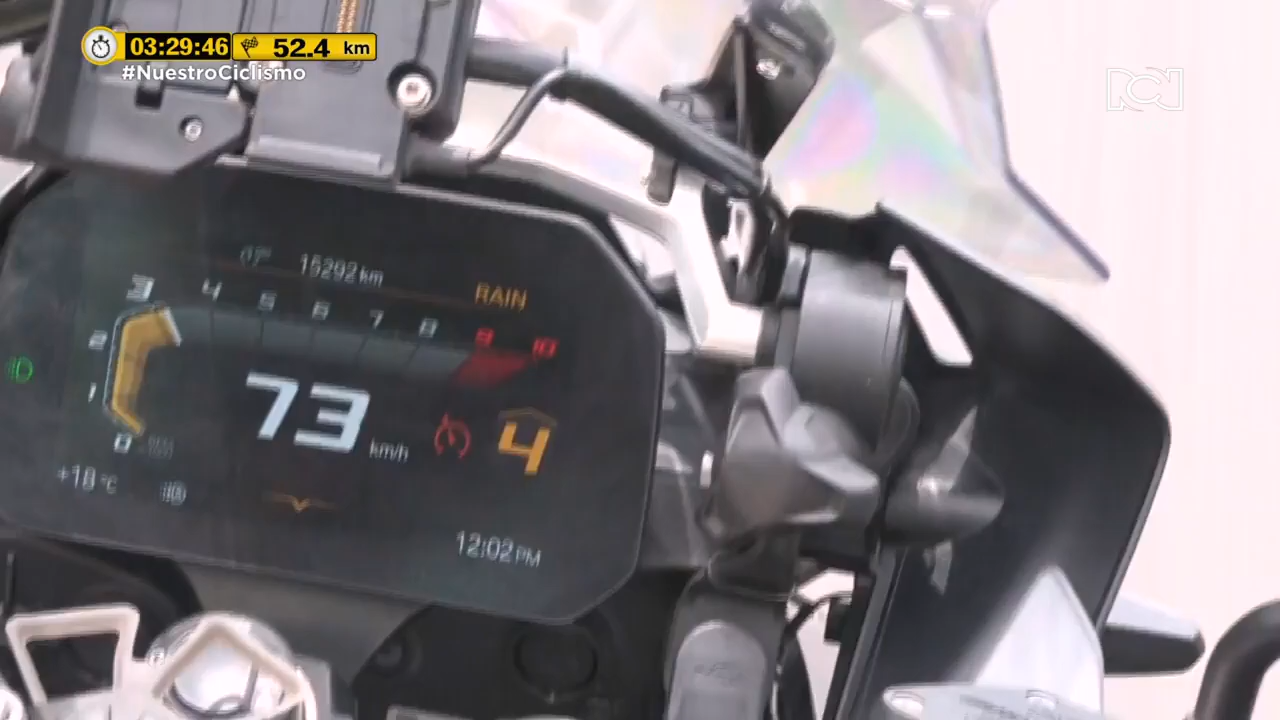 03:29:46 52.4 km
#NuestroCiclismo
RCN
15292 km
RAIN
3 4 5 6 7 8 9 10
2
1
0
73 km/h
4
+18 °C
12:02 PM